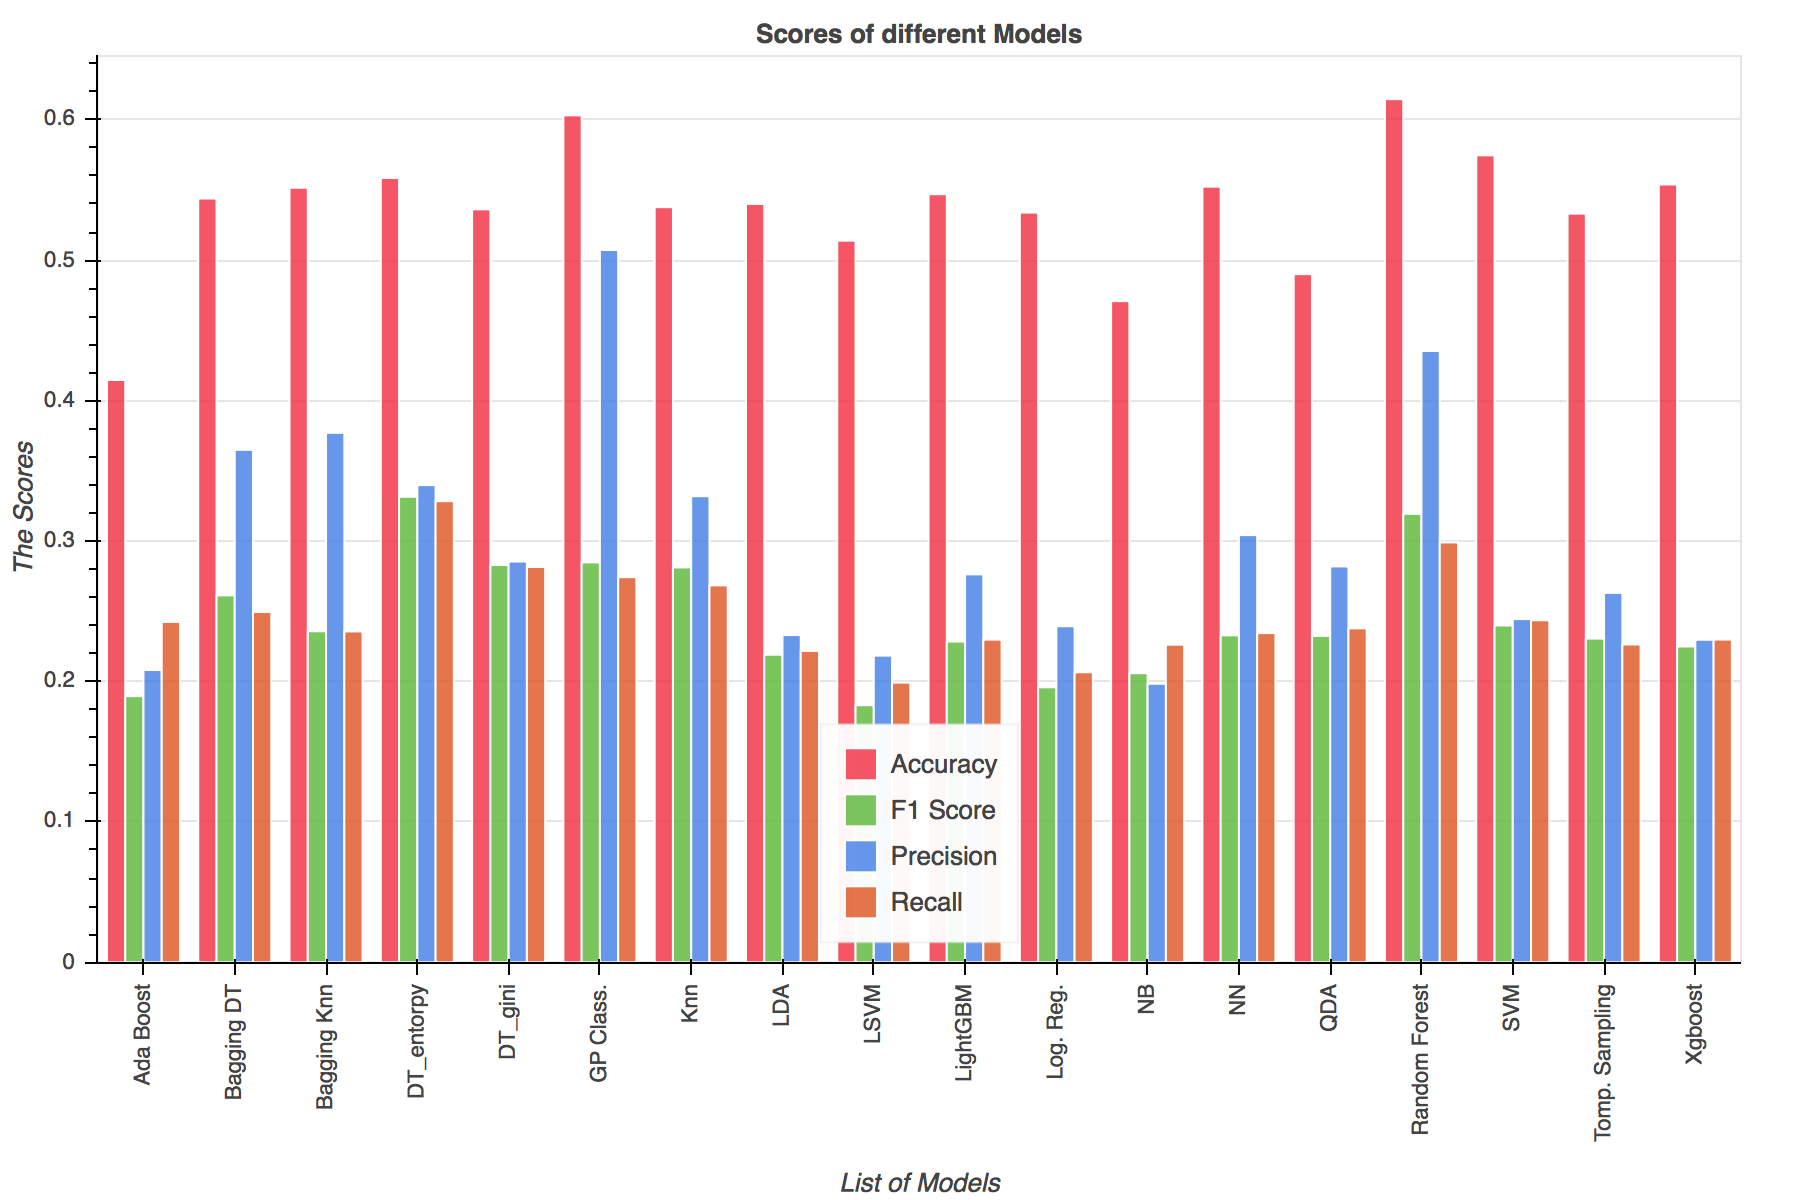 Scores of different Models
The Scores
0.6
0.5
0.4
0.3
0.2
0.1
0
Accuracy
F1 Score
Precision
Recall
Ada Boost
Bagging DT
Bagging Knn
DT_entorpy
DT_gini
GP Class.
Knn
LDA
LSVM
LightGBM
Log. Reg.
NB
NN
QDA
Random Forest
SVM
Tomp. Sampling
Xgboost
List of Models